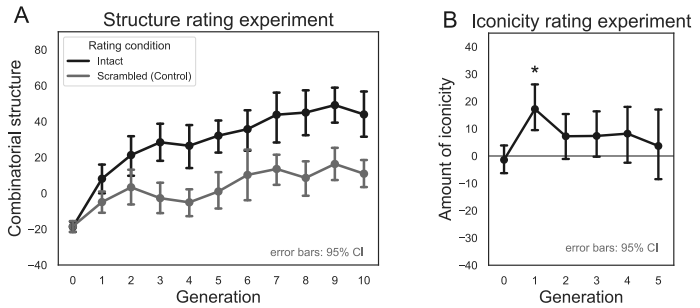 A
Structure rating experiment
Combinatorial structure
80
60
40
20
0
−20
−40
Rating condition
Intact
Scrambled (Control)
error bars: 95% CI
0 1 2 3 4 5 6 7 8 9 10
Generation
B
Iconicity rating experiment
Amount of iconicity
40
30
20
10
0
−10
−20
−30
−40
*
error bars: 95% CI
0 1 2 3 4 5
Generation